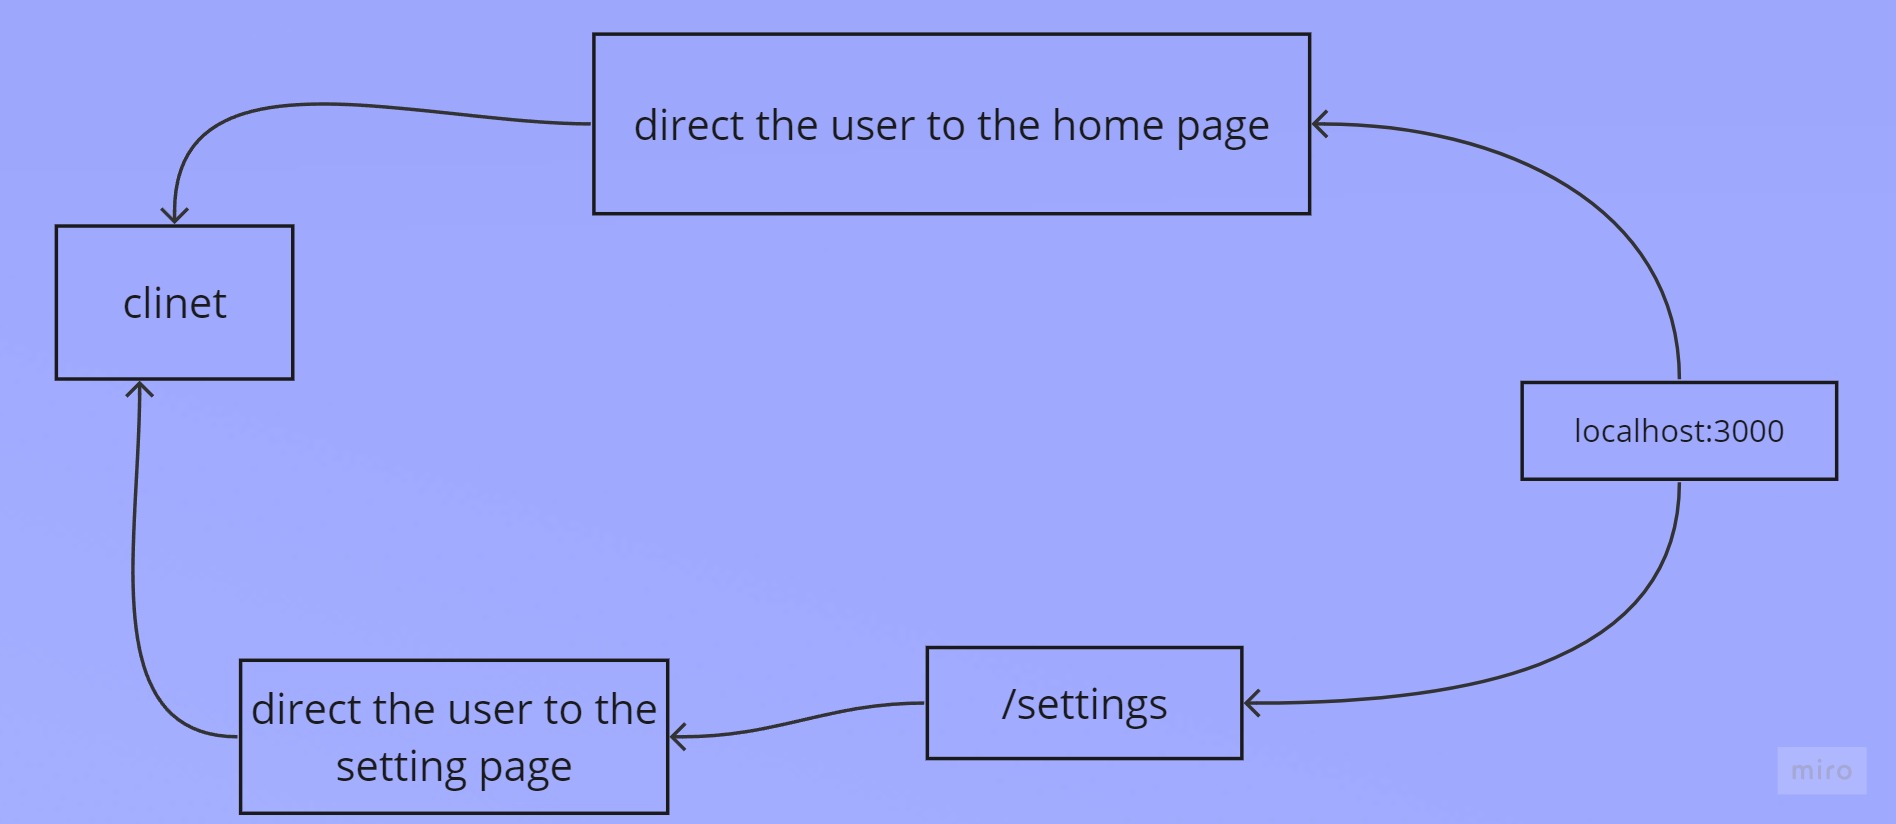 direct the user to the home page
clinet
localhost:3000
/settings
direct the user to the
setting page
miro